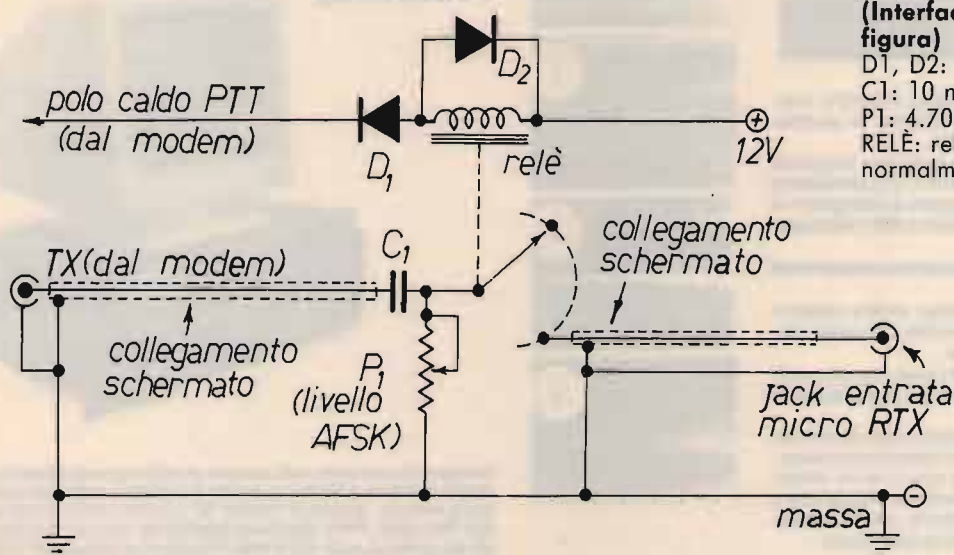 (Interfac
figura)
D1, D2:
C1: 10 n
P1: 4.70
RELÈ: re
normalm
D2
polo caldo PTT
(dal modem)
D1
relè
12V
TX(dal modem)
C1
collegamento
schermato
collegamento
schermato
P1
(livello
AFSK)
jack entrata
micro RTX
massa